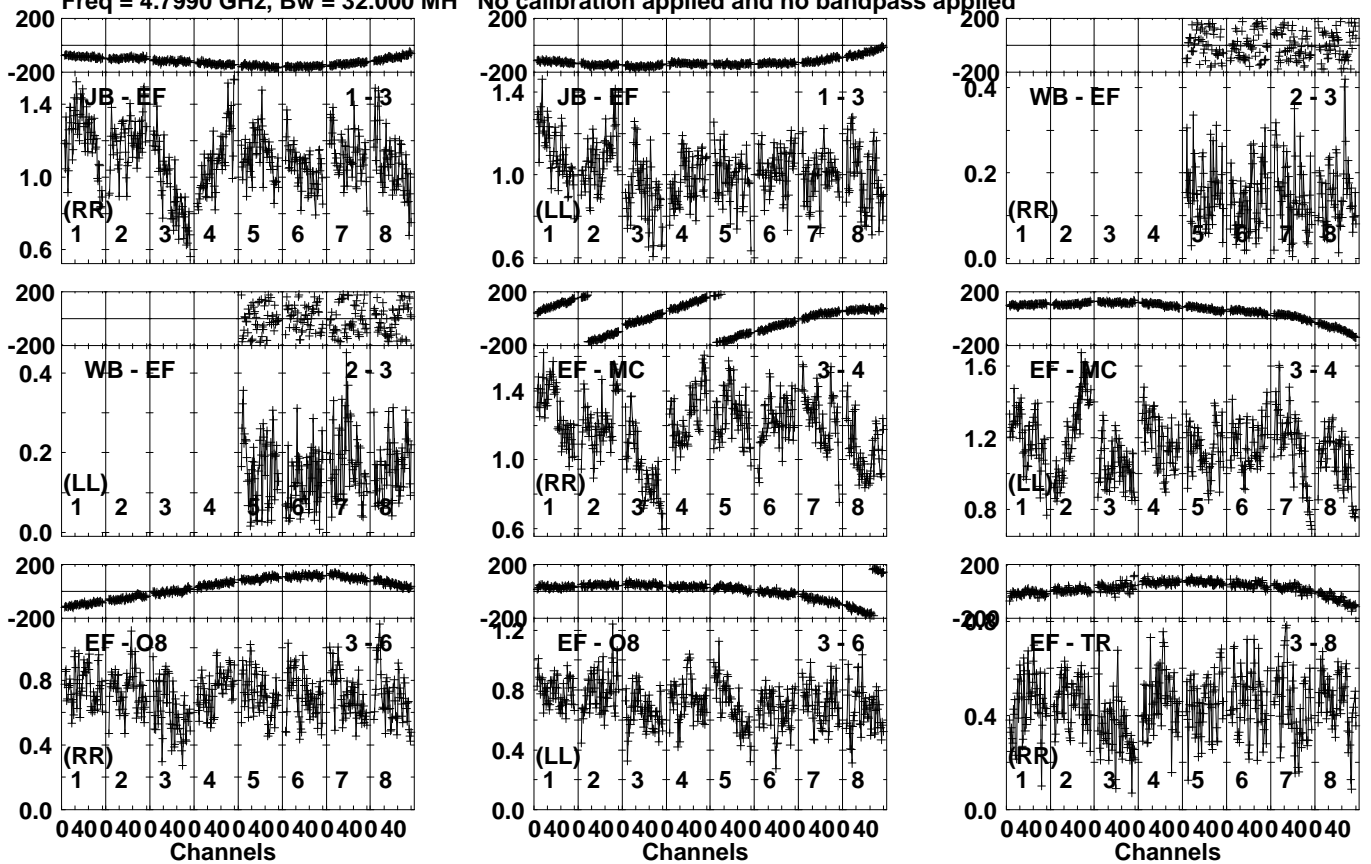 Freq = 4.7990 GHz, Bw = 32.000 MH No calibration applied and no bandpass applied
200
-200
JB - EF 1 - 3
1.4
1.0
0.6
(RR)
1 2 3 4 5 6 7 8
200
-200
JB - EF 1 - 3
1.4
1.0
0.6
(LL)
1 2 3 4 5 6 7 8
200
-200
WB - EF 2 - 3
0.4
0.2
0.0
(RR)
1 2 3 4 5 6 7 8
200
-200
WB - EF 2 - 3
0.4
0.2
0.0
(LL)
1 2 3 4 5 6 7 8
200
-200
EF - MC 3 - 4
1.4
1.0
0.6
(RR)
1 2 3 4 5 6 7 8
200
-200
EF - MC 3 - 4
1.6
1.2
0.8
(LL)
1 2 3 4 5 6 7 8
200
-200
EF - O8 3 - 6
0.8
0.4
0.0
(RR)
1 2 3 4 5 6 7 8
0 40 0 40 0 40 0 40 0 40 0 40 0 40 0 40
Channels
200
-200
1.2
EF - O8 3 - 6
0.8
0.4
0.0
(LL)
1 2 3 4 5 6 7 8
0 40 0 40 0 40 0 40 0 40 0 40 0 40 0 40
Channels
200
-200
0.8
EF - TR 3 - 8
0.4
0.0
(RR)
1 2 3 4 5 6 7 8
0 40 0 40 0 40 0 40 0 40 0 40 0 40 0 40
Channels